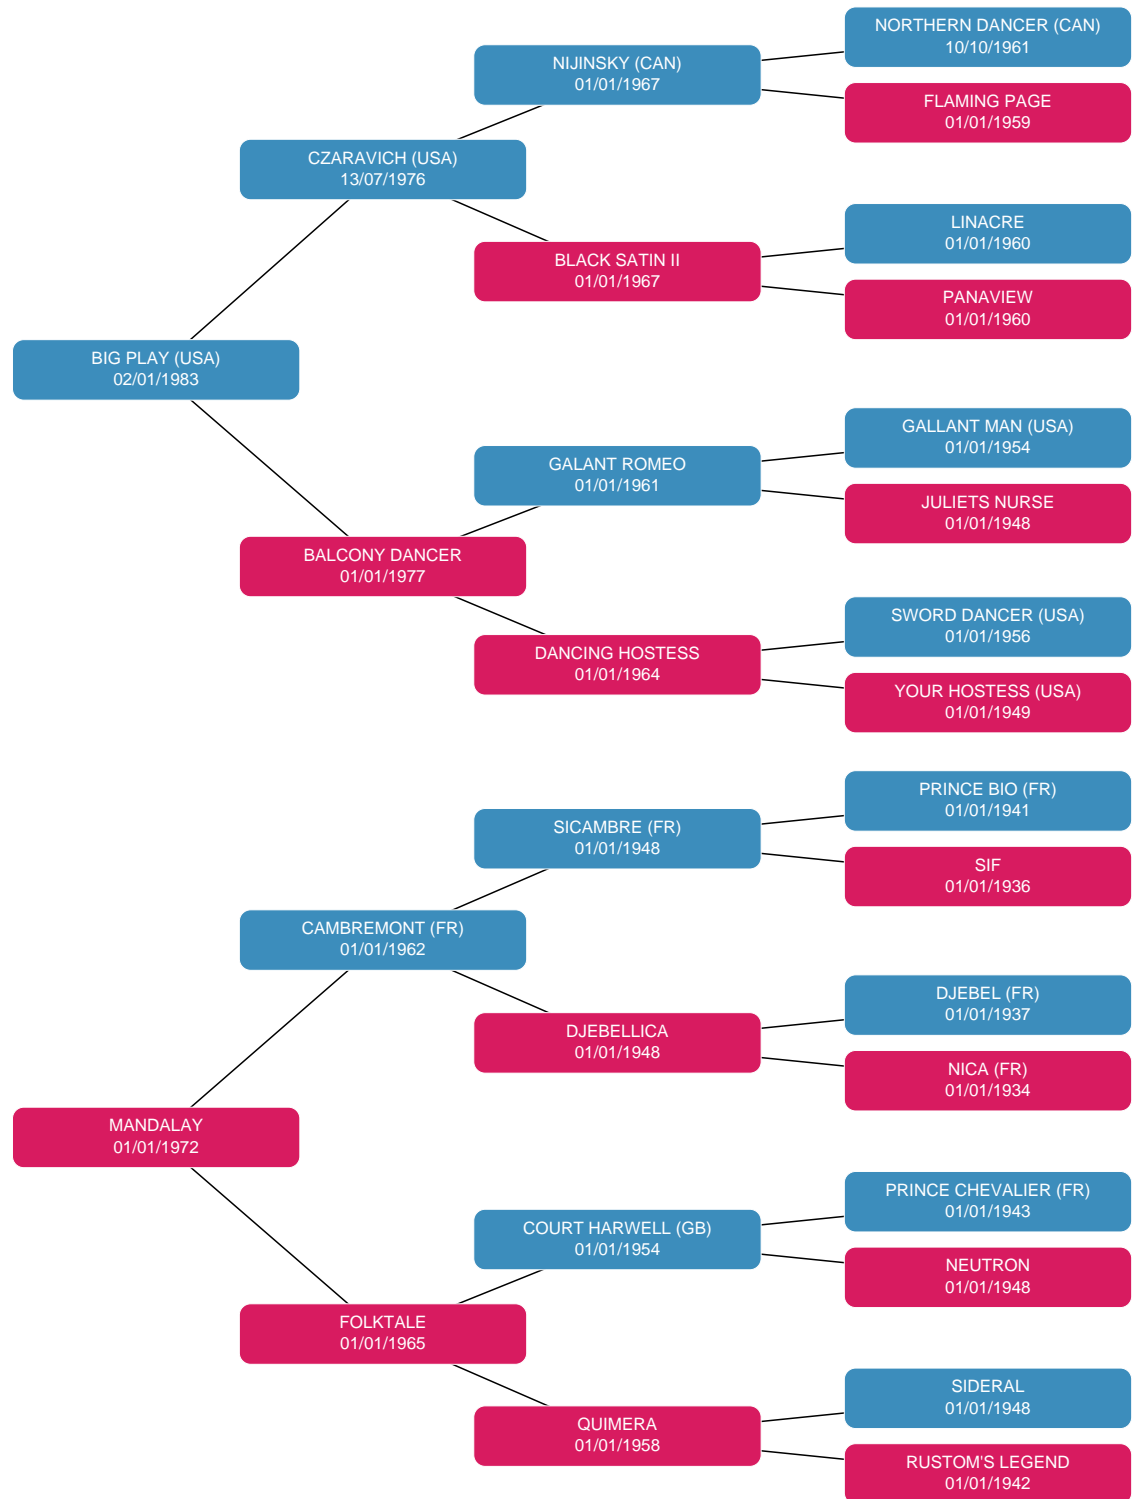 NORTHERN DANCER (CAN)
10/10/1961
NIJINSKY (CAN)
01/01/1967
FLAMING PAGE
01/01/1959
CZARAVICH (USA)
13/07/1976
LINACRE
01/01/1960
BLACK SATIN II
01/01/1967
PANAVIEW
01/01/1960
BIG PLAY (USA)
02/01/1983
GALLANT MAN (USA)
01/01/1954
GALANT ROMEO
01/01/1961
JULIETS NURSE
01/01/1948
BALCONY DANCER
01/01/1977
SWORD DANCER (USA)
01/01/1956
DANCING HOSTESS
01/01/1964
YOUR HOSTESS (USA)
01/01/1949
PRINCE BIO (FR)
01/01/1941
SICAMBRE (FR)
01/01/1948
SIF
01/01/1936
CAMBREMONT (FR)
01/01/1962
DJEBEL (FR)
01/01/1937
DJEBELLICA
01/01/1948
NICA (FR)
01/01/1934
MANDALAY
01/01/1972
PRINCE CHEVALIER (FR)
01/01/1943
COURT HARWELL (GB)
01/01/1954
NEUTRON
01/01/1948
FOLKTALE
01/01/1965
SIDERAL
01/01/1948
QUIMERA
01/01/1958
RUSTOM'S LEGEND
01/01/1942